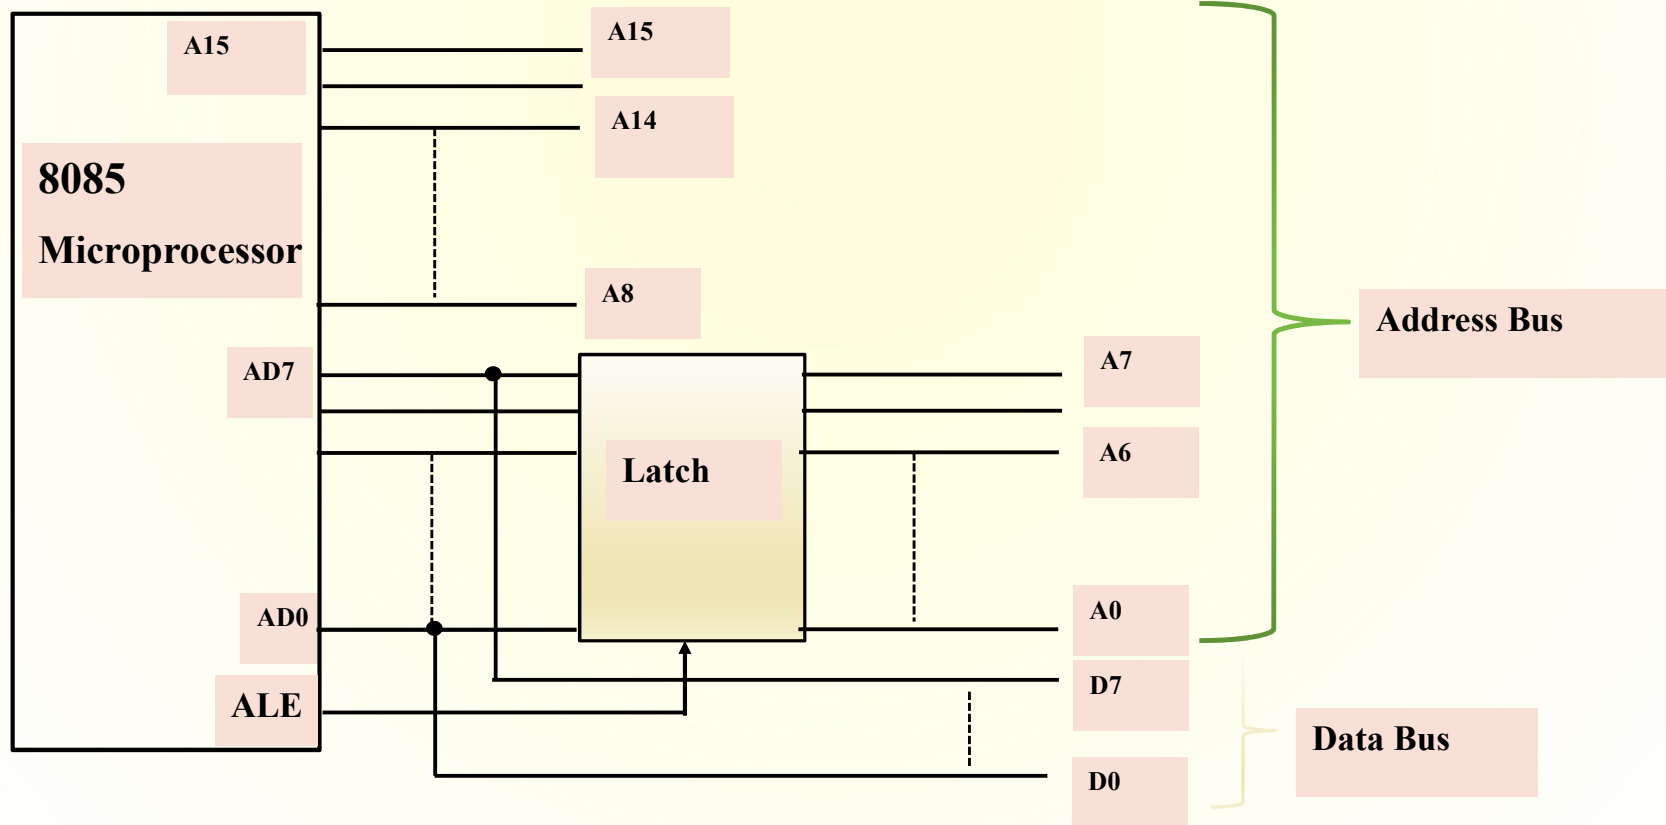 A15
A15
A14
8085
Microprocessor
A8
Address Bus
AD7
A7
A6
Latch
AD0
A0
D7
ALE
Data Bus
D0